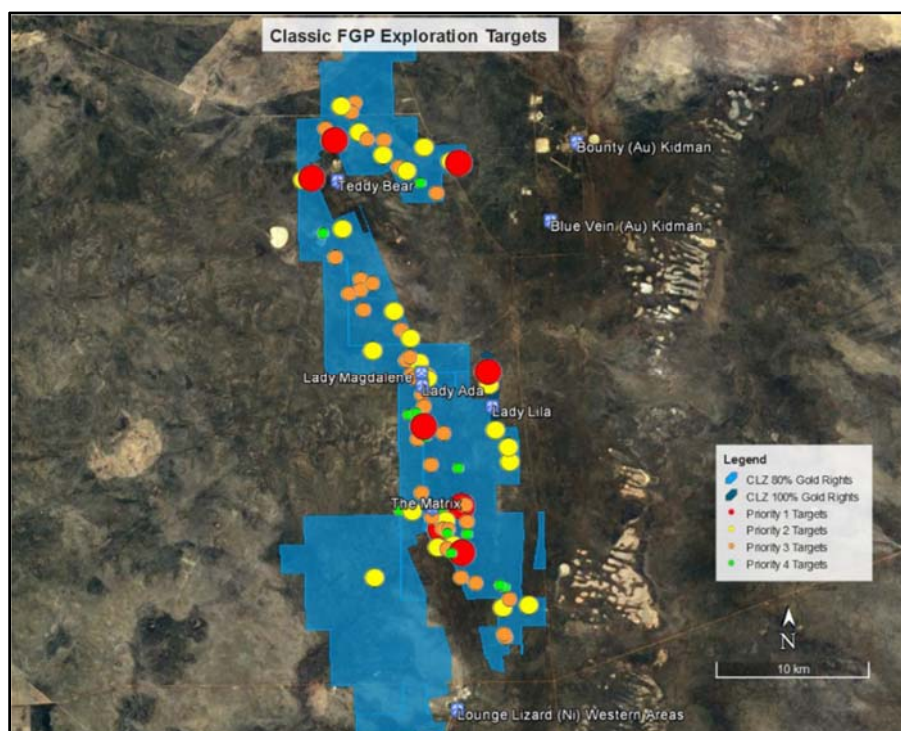 Classic FGP Exploration Targets
Bounty (Au) Kidman
Teddy Bear
Blue Vein (Au) Kidman
Lady Magdalene
Lady Ada
Lady Lila
The Matrix
Legend
CLZ 80% Gold Rights
CLZ 100% Gold Rights
Priority 1 Targets
Priority 2 Targets
Priority 3 Targets
Priority 4 Targets
N
10 km
Lounge Lizard (Ni) Western Areas